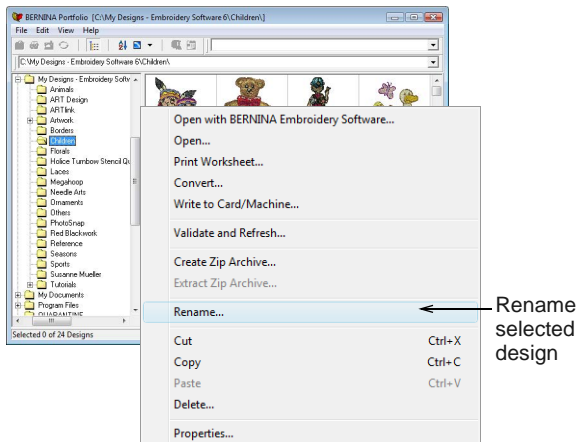 BERNINA Portfolio [C:\My Designs - Embroidery Software 6\Children\]
File Edit View Help
C:\My Designs - Embroidery Software 6\Children\
My Designs - Embroidery Softv
Animals
ART Design
ARTlink
Artwork
Borders
Children
Florals
Holice Turnbow Stencil Qu
Laces
Megahoop
Needle Arts
Ornaments
Others
PhotoSnap
Red Blackwork
Reference
Seasons
Sports
Susanne Mueller
Tutorials
My Documents
Program Files
QUARANTINE
Selected 0 of 24 Designs
Open with BERNINA Embroidery Software...
Open...
Print Worksheet...
Convert...
Write to Card/Machine...
Validate and Refresh...
Create Zip Archive...
Extract Zip Archive...
Rename...
Cut Ctrl+X
Copy Ctrl+C
Paste Ctrl+V
Delete...
Properties...
Rename
selected
design